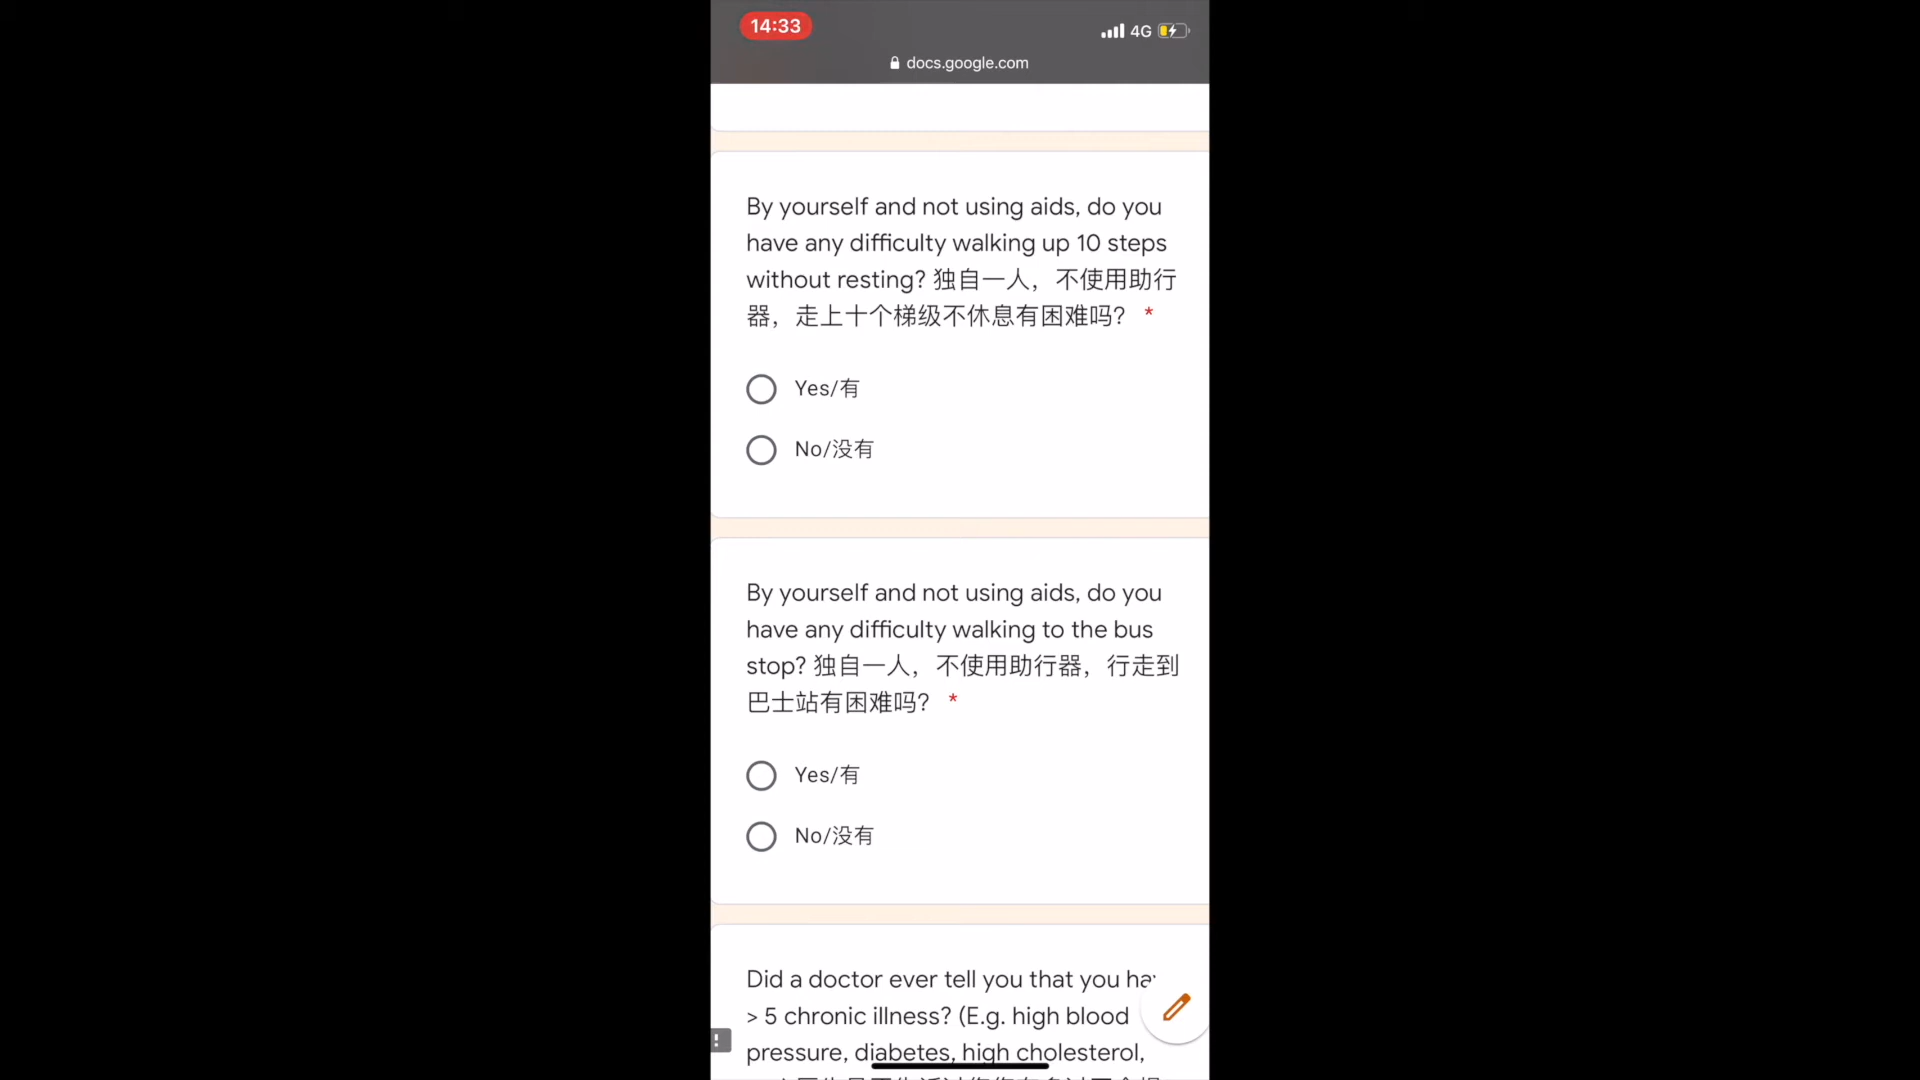 14:33
4G
docs.google.com
By yourself and not using aids, do you
have any difficulty walking up 10 steps
without resting? 独自一人，不使用助行
器，走上十个梯级不休息有困难吗？ *
Yes/有
No/没有
By yourself and not using aids, do you
have any difficulty walking to the bus
stop? 独自一人，不使用助行器，行走到
巴士站有困难吗？ *
Yes/有
No/没有
Did a doctor ever tell you that you
> 5 chronic illness? (E.g. high blood
!
pressure, diabetes, high cholesterol,